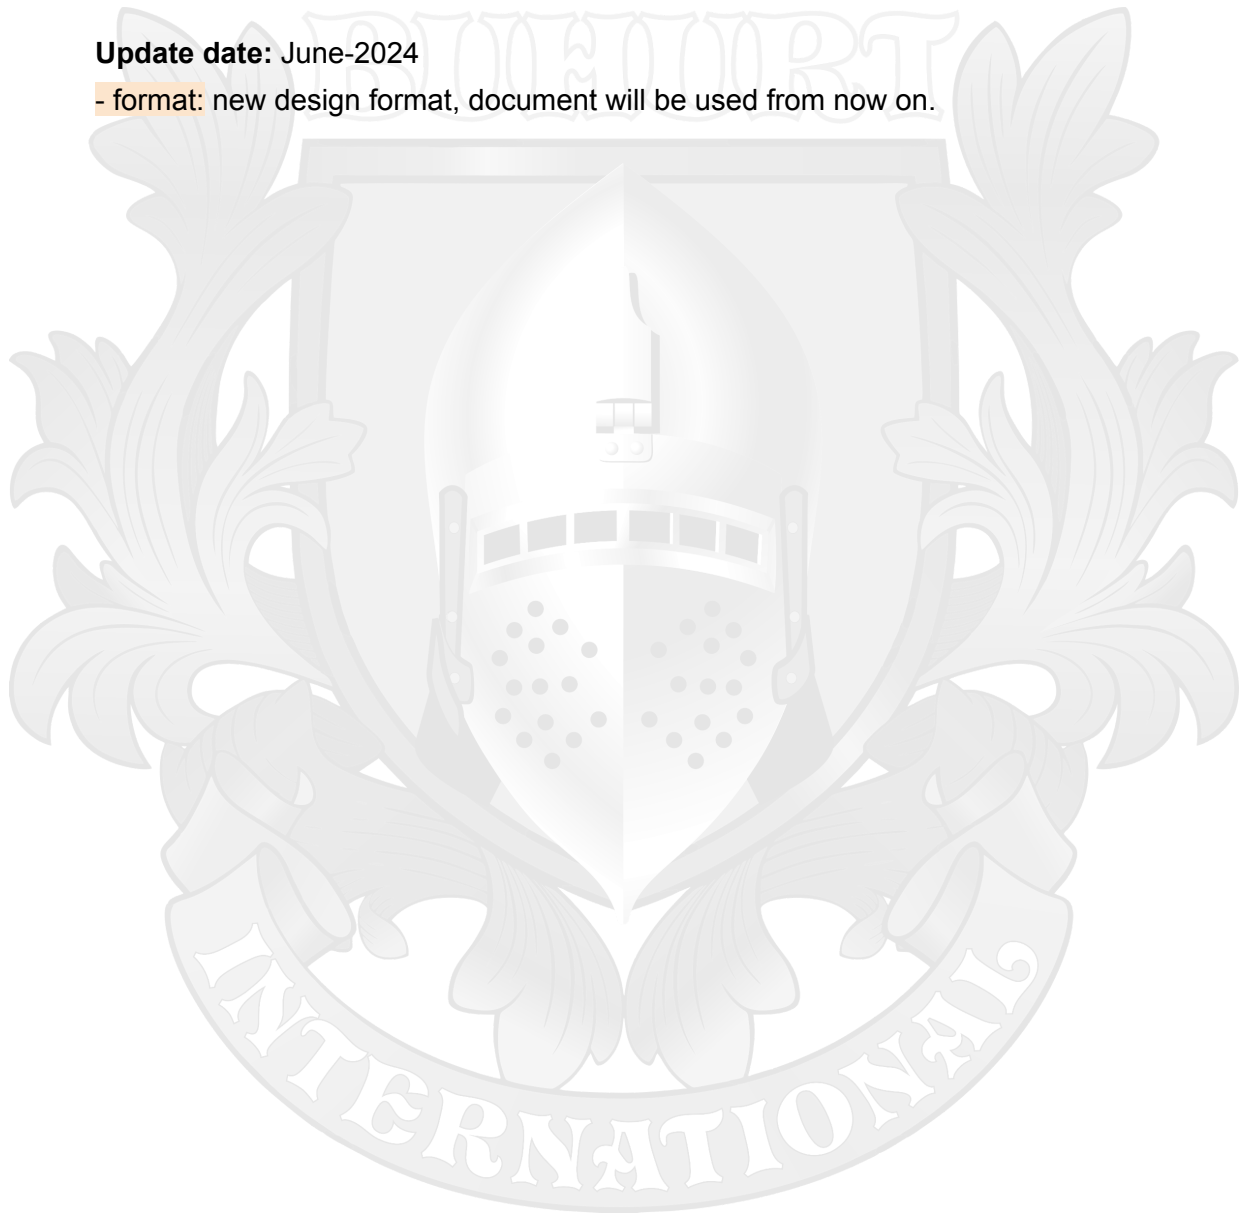 BUHURT
Update date: June-2024
- format: new design format, document will be used from now on.
INTERNATIONAL